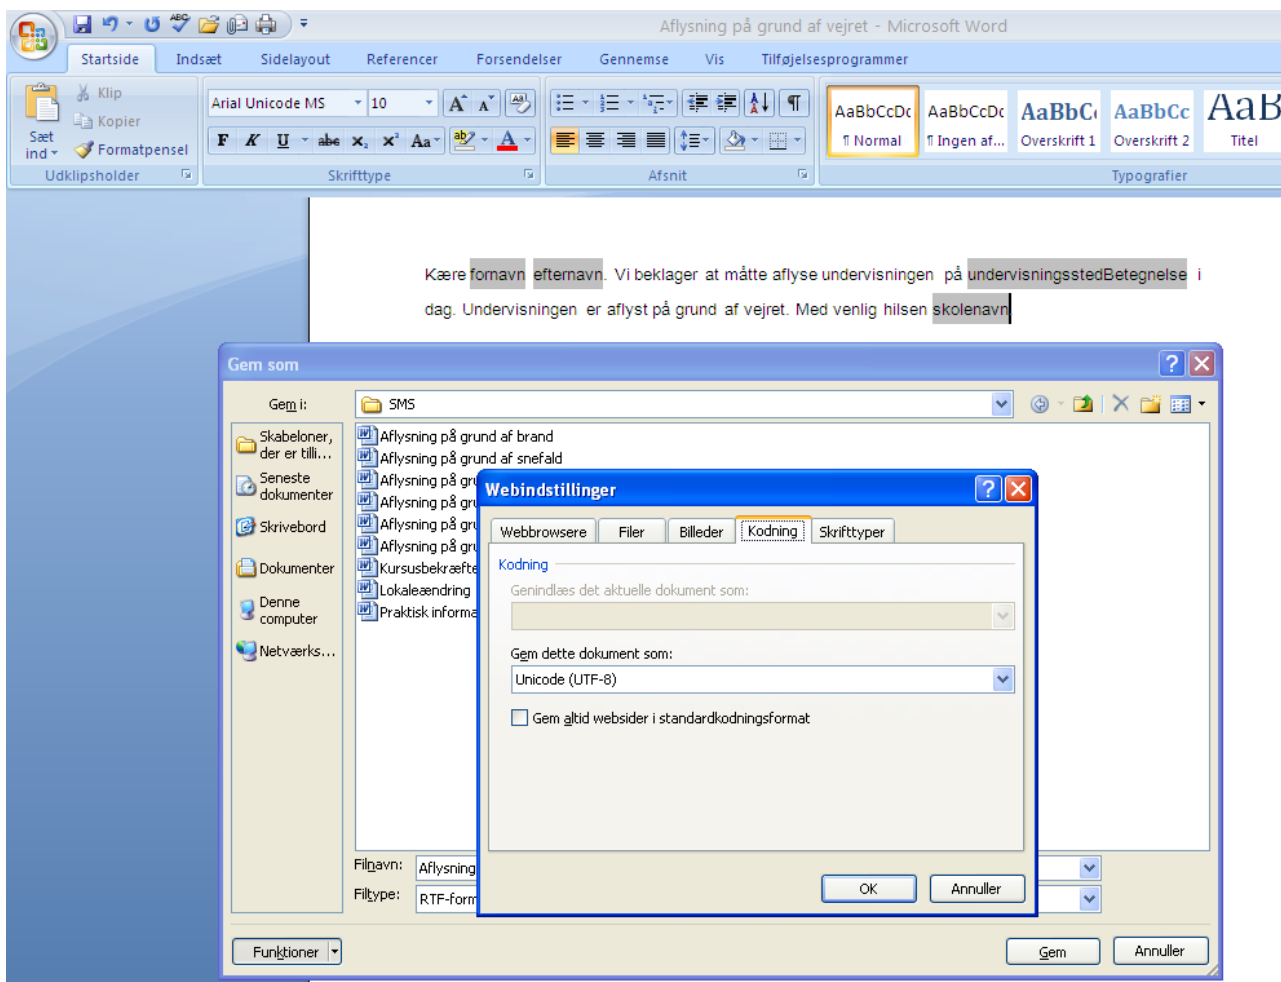 Aflysning på grund af vejret - Microsoft Word
Startside Indsæt Sidelayout Referencer Forsendelser Gennemse Vis Tilføjelsesprogrammer
Sæt ind
Klip
Kopier
Formatpensel
Arial Unicode MS 10
F K U abc x₂ x² Aa
AaBbCcDc AaBbCcDc AaBbC AaBbCc AaB
¶ Normal ¶ Ingen af... Overskrift 1 Overskrift 2 Titel
Udklipsholder Skrifttype Afsnit Typografier
Kære fornavn efternavn. Vi beklager at måtte aflyse undervisningen på undervisningsstedBetegnelse i
dag. Undervisningen er aflyst på grund af vejret. Med venlig hilsen skolenavn
Gem som
Gem i: SMS
Skabeloner,
der er tilli...
Seneste
dokumenter
Skrivebord
Dokumenter
Denne
computer
Netværks...
Aflysning på grund af brand
Aflysning på grund af snefald
Aflysning på gru
Aflysning på gru
Aflysning på gru
Aflysning på gru
Kursusbekræfte
Lokaleændring
Praktisk informa
Webindstillinger
Webbrowsere Filer Billeder Kodning Skrifttyper
Kodning
Genindlæs det aktuelle dokument som:
Gem dette dokument som:
Unicode (UTF-8)
Gem altid websider i standardkodningsformat
OK Annuller
Filnavn: Aflysning
Filtype: RTF-form
Funktioner Gem Annuller